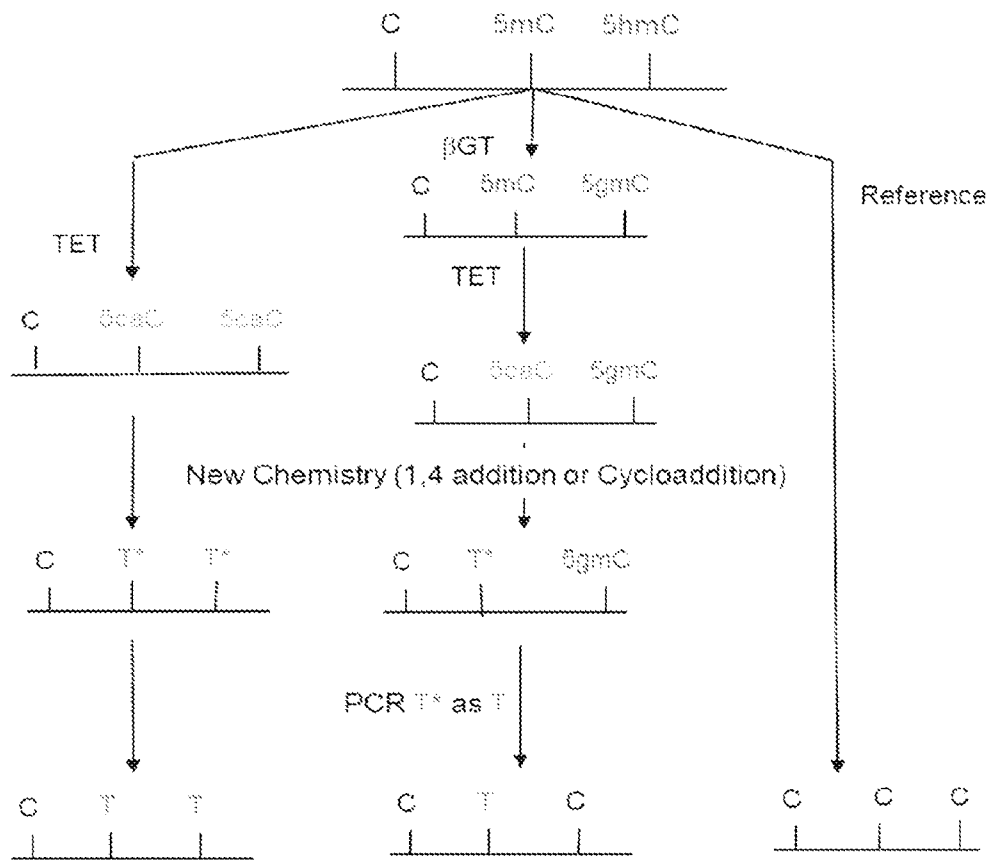 C 5mC 5hmC
βGT
C 5mC 5gmC
Reference
TET
TET
C 5caC 5caC
C 5caC 5gmC
New Chemistry (1,4 addition or Cycloaddition)
C T* T*
C T* 5gmC
PCR T* as T
C T T
C T C
C C C